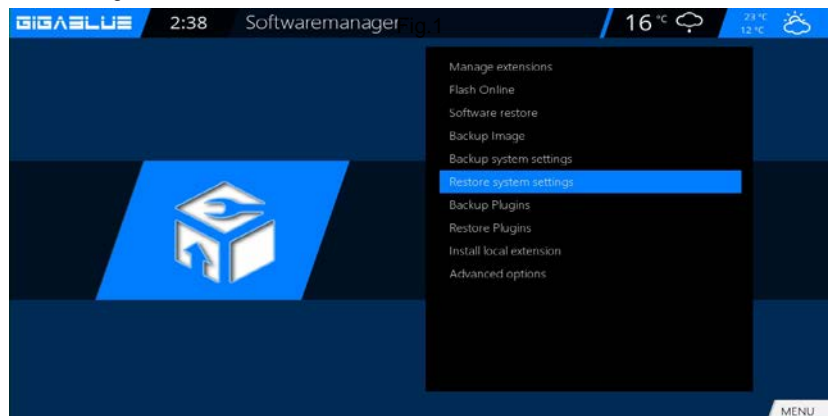 GIGABLUE 2:38 Softwaremanager Fig.1 16 °C 23 °C
12 °C
Manage extensions
Flash Online
Software restore
Backup Image
Backup system settings
Restore system settings
Backup Plugins
Restore Plugins
Install local extension
Advanced options
MENU